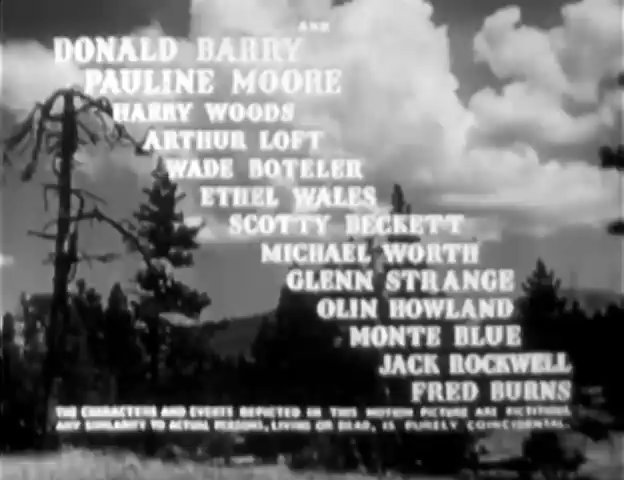 AND
DONALD BARRY
PAULINE MOORE
HARRY WOODS
ARTHUR LOFT
WADE BOTELER
ETHEL WALES
SCOTTY BECKETT
MICHAEL WORTH
GLENN STRANGE
OLIN HOWLAND
MONTE BLUE
JACK ROCKWELL
FRED BURNS
THE CHARACTERS AND EVENTS DEPICTED IN THIS MOTION PICTURE ARE FICTITIOUS.
ANY SIMILARITY TO ACTUAL PERSONS, LIVING OR DEAD, IS PURELY COINCIDENTAL.